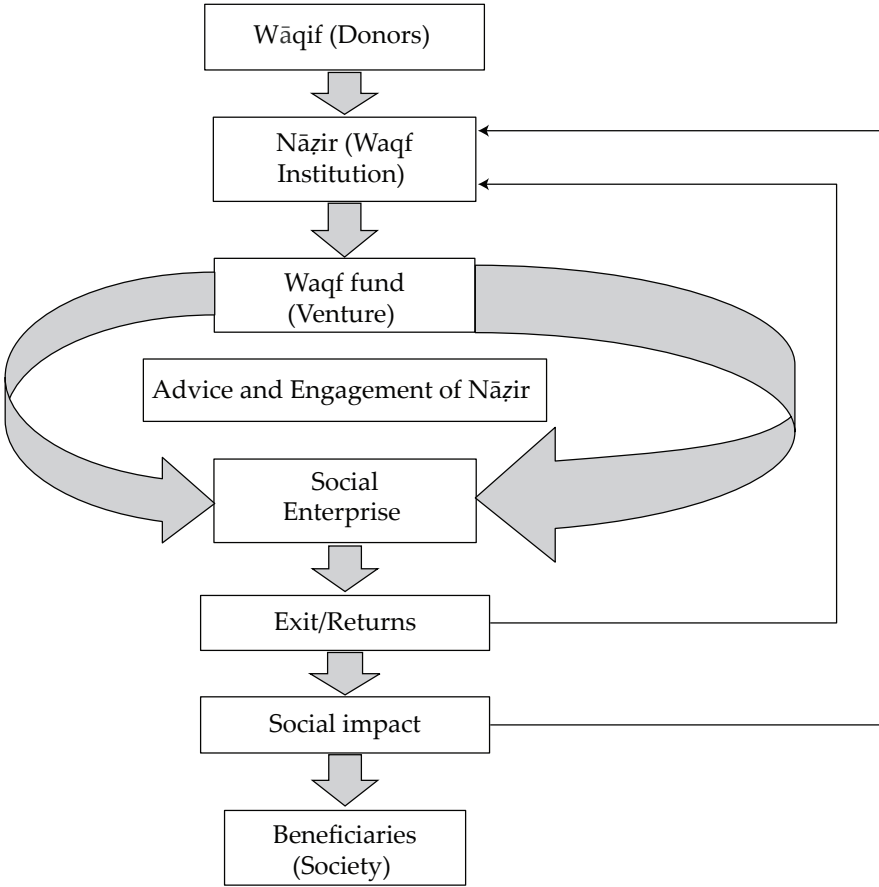 Wāqif (Donors)
Nāẓir (Waqf
Institution)
Waqf fund
(Venture)
Advice and Engagement of Nāẓir
Social
Enterprise
Exit/Returns
Social impact
Beneficiaries
(Society)